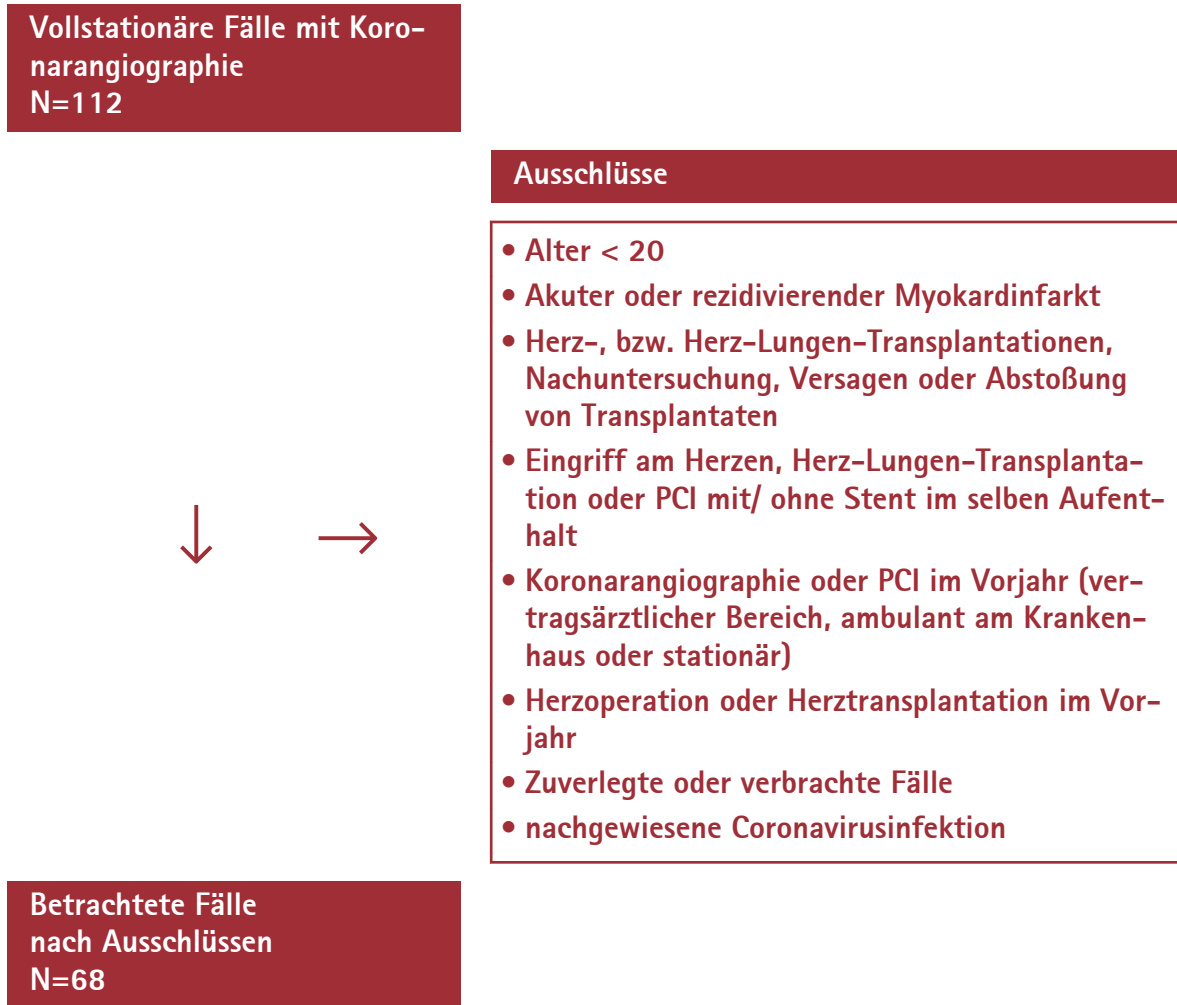 Vollstationäre Fälle mit Koro-
narangiographie
N=112
Ausschlüsse
• Alter < 20
• Akuter oder rezidivierender Myokardinfarkt
• Herz-, bzw. Herz-Lungen-Transplantationen,
Nachuntersuchung, Versagen oder Abstoßung
von Transplantaten
• Eingriff am Herzen, Herz-Lungen-Transplanta-
tion oder PCI mit/ ohne Stent im selben Aufent-
halt
• Koronarangiographie oder PCI im Vorjahr (ver-
tragsärztlicher Bereich, ambulant am Kranken-
haus oder stationär)
• Herzoperation oder Herztransplantation im Vor-
jahr
• Zuverlegte oder verbrachte Fälle
• nachgewiesene Coronavirusinfektion
Betrachtete Fälle
nach Ausschlüssen
N=68